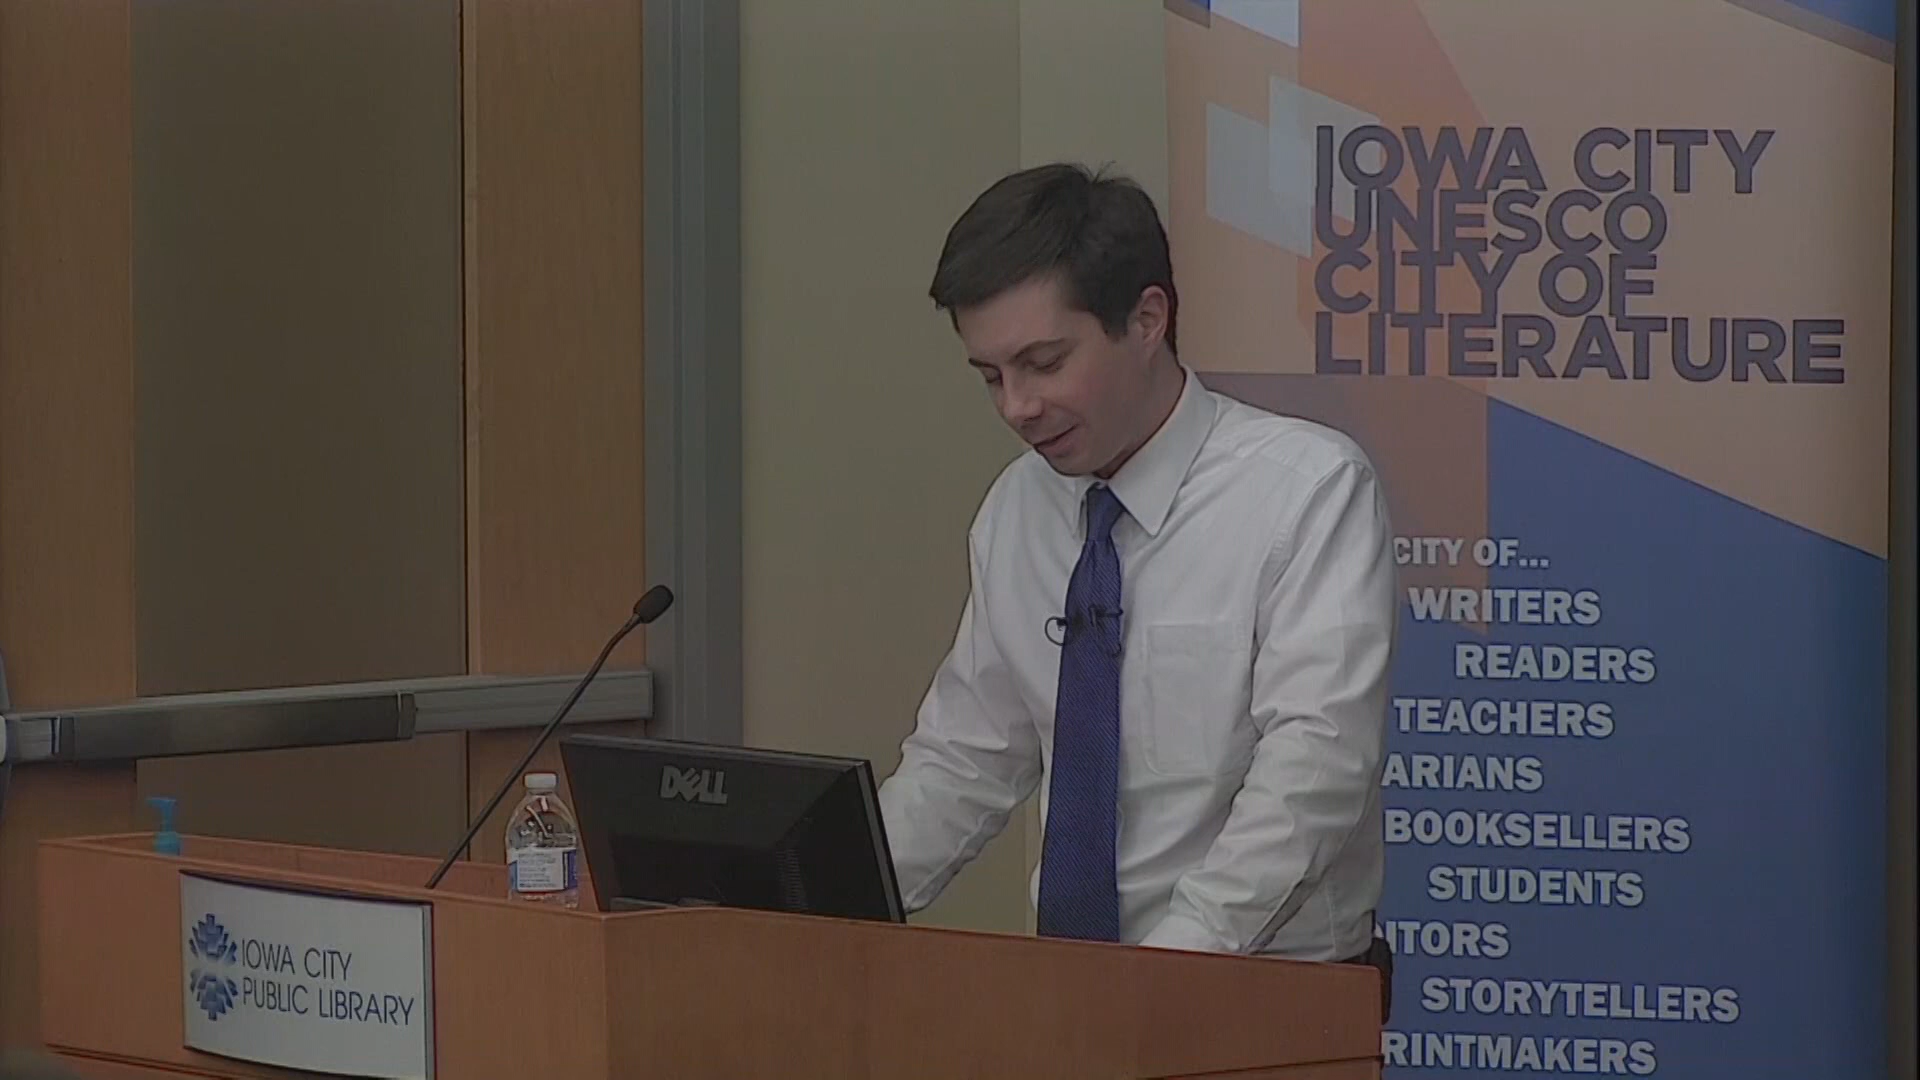 IOWA CITY
UNESCO
CITY OF
LITERATURE
CITY OF...
WRITERS
READERS
TEACHERS
ARIANS
BOOKSELLERS
STUDENTS
ITORS
STORYTELLERS
RINTMAKERS
DELL
IOWA CITY
PUBLIC LIBRARY